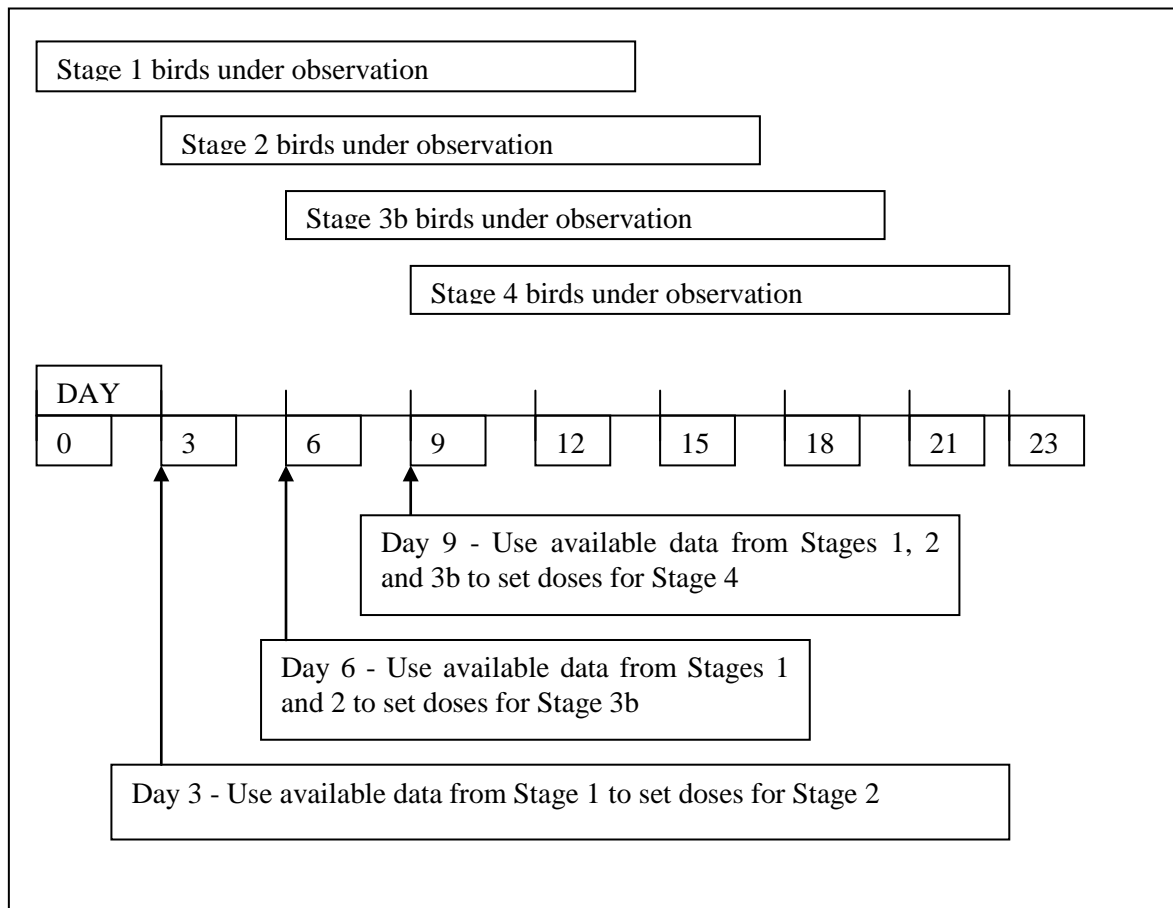 Stage 1 birds under observation
Stage 2 birds under observation
Stage 3b birds under observation
Stage 4 birds under observation
DAY
0 3 6 9 12 15 18 21 23
Day 9 - Use available data from Stages 1, 2
and 3b to set doses for Stage 4
Day 6 - Use available data from Stages 1
and 2 to set doses for Stage 3b
Day 3 - Use available data from Stage 1 to set doses for Stage 2